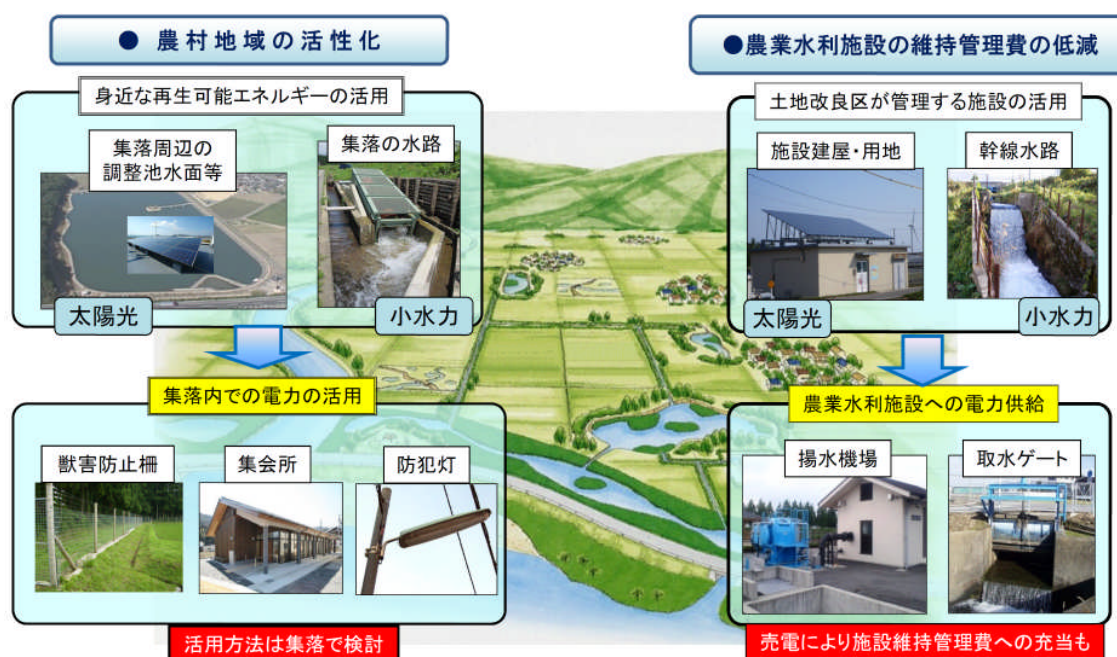 ● 農村地域の活性化
身近な再生可能エネルギーの活用
集落周辺の
調整池水面等
集落の水路
太陽光
小水力
集落内での電力の活用
獣害防止柵
集会所
防犯灯
活用方法は集落で検討
●農業水利施設の維持管理費の低減
土地改良区が管理する施設の活用
施設建屋・用地
幹線水路
太陽光
小水力
農業水利施設への電力供給
揚水機場
取水ゲート
売電により施設維持管理費への充当も